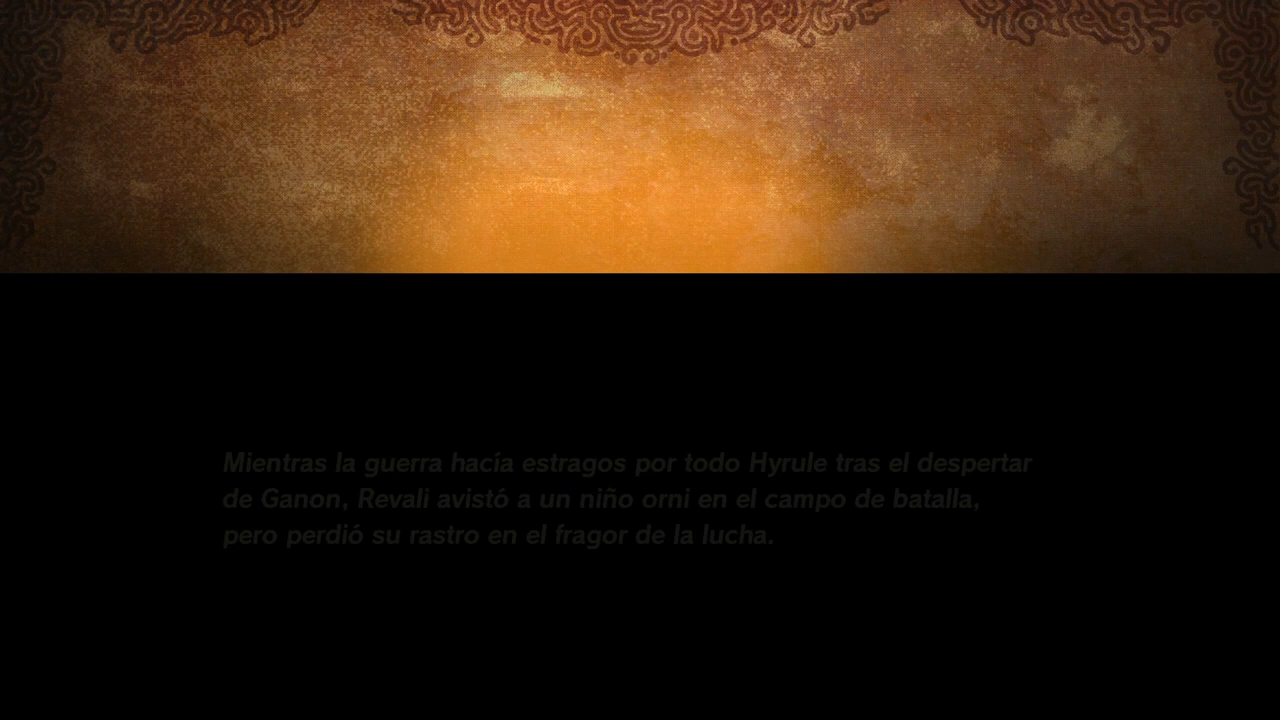 Mientras la guerra hacía estragos por todo Hyrule tras el despertar
de Ganon, Revali avistó a un niño orni en el campo de batalla,
pero perdió su rastro en el fragor de la lucha.